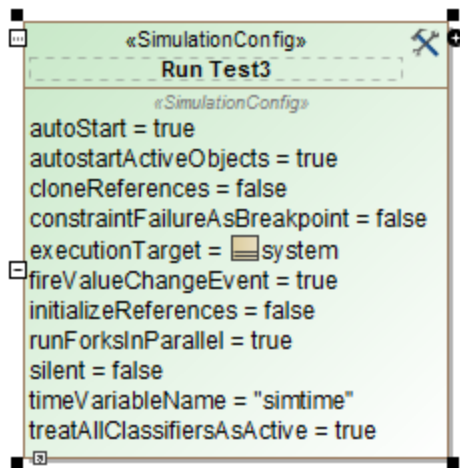 «SimulationConfig»
Run Test3
«SimulationConfig»
autoStart = true
autostartActiveObjects = true
cloneReferences = false
constraintFailureAsBreakpoint = false
executionTarget = system
fireValueChangeEvent = true
initializeReferences = false
runForksInParallel = true
silent = false
timeVariableName = "simtime"
treatAllClassifiersAsActive = true